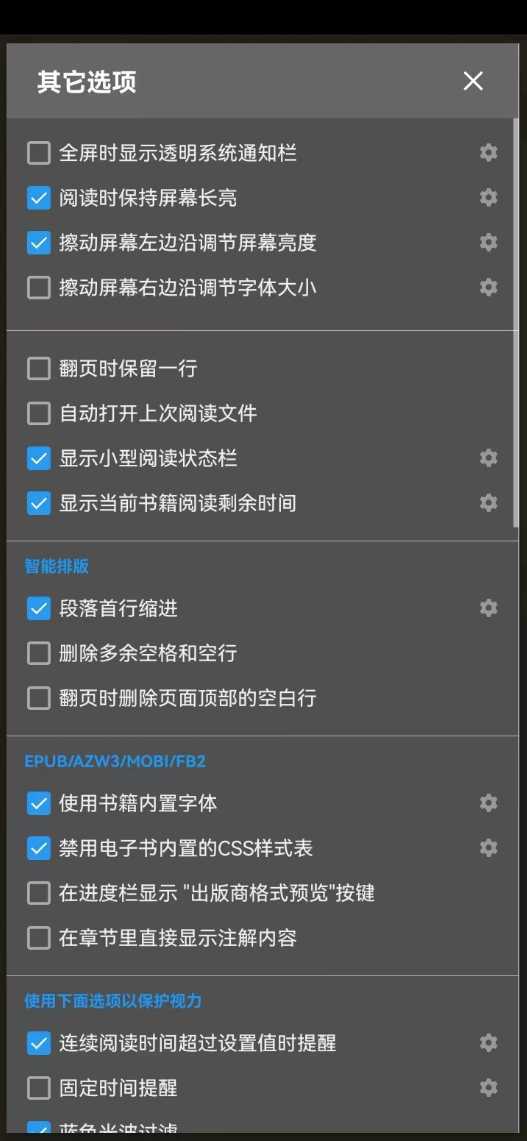 其它选项
全屏时显示透明系统通知栏
阅读时保持屏幕长亮
擦动屏幕左边沿调节屏幕亮度
擦动屏幕右边沿调节字体大小
翻页时保留一行
自动打开上次阅读文件
显示小型阅读状态栏
显示当前书籍阅读剩余时间
智能排版
段落首行缩进
删除多余空格和空行
翻页时删除页面顶部的空白行
EPUB/AZW3/MOBI/FB2
使用书籍内置字体
禁用电子书内置的CSS样式表
在进度栏显示 "出版商格式预览"按键
在章节里直接显示注解内容
使用下面选项以保护视力
连续阅读时间超过设置值时提醒
固定时间提醒
蓝色光波过滤